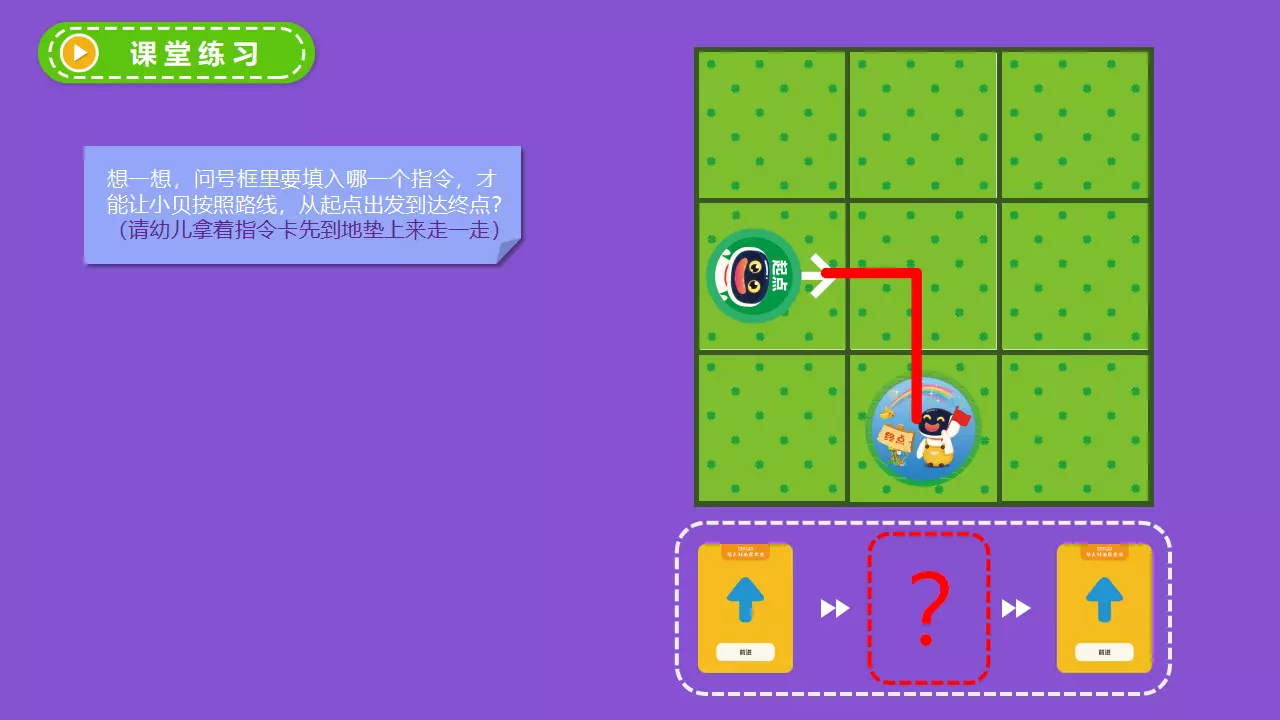 课堂练习
想一想，问号框里要填入哪一个指令，才
能让小贝按照路线，从起点出发到达终点？
（请幼儿拿着指令卡先到地垫上来走一走）
起点
终点
?
前进
前进